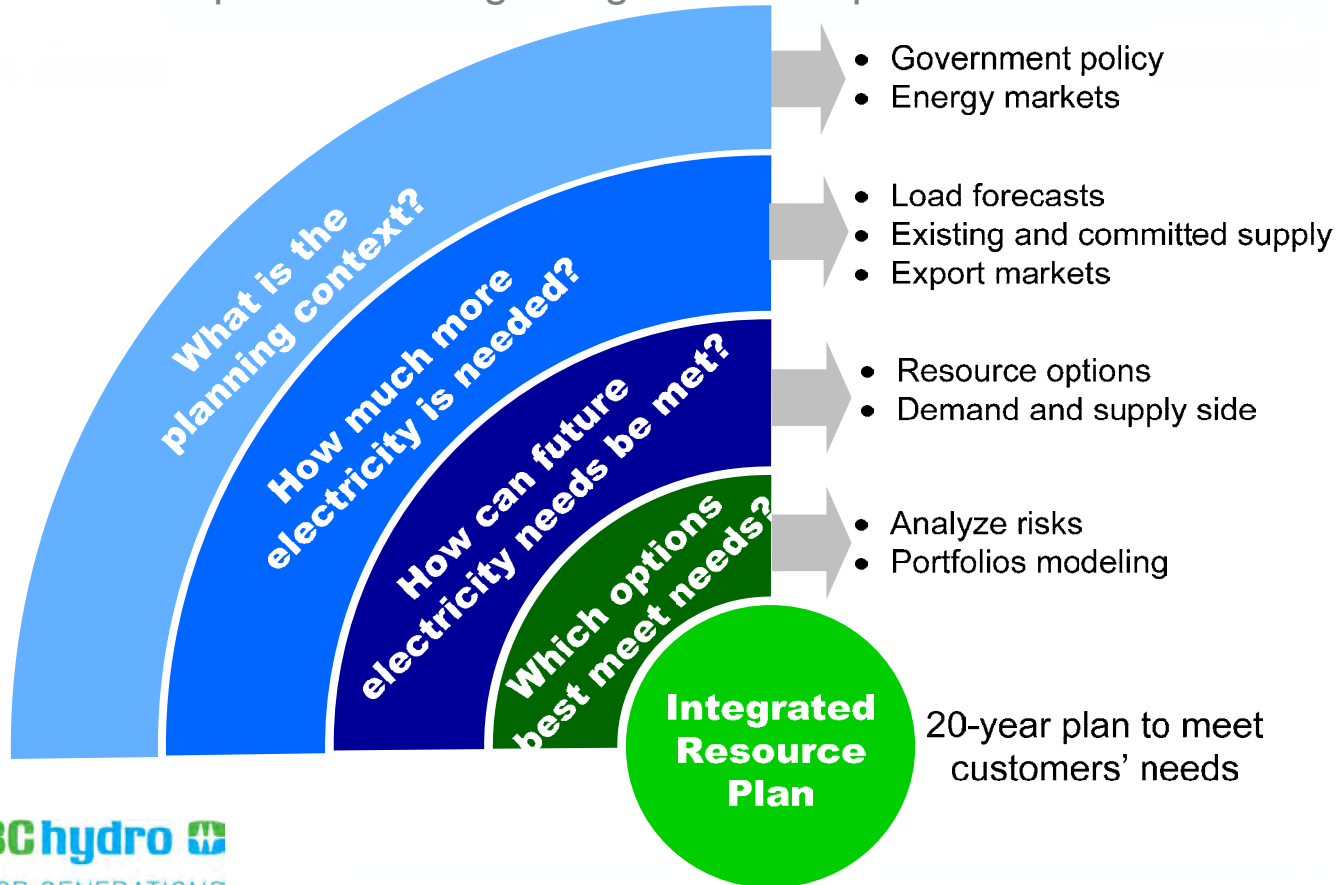 What is the
planning context?
• Government policy
• Energy markets
How much more
electricity is needed?
• Load forecasts
• Existing and committed supply
• Export markets
How can future
electricity needs be met?
• Resource options
• Demand and supply side
Which options
best meet needs?
• Analyze risks
• Portfolios modeling
Integrated
Resource
Plan
20-year plan to meet
customers’ needs
BChydro
GENERATIONS